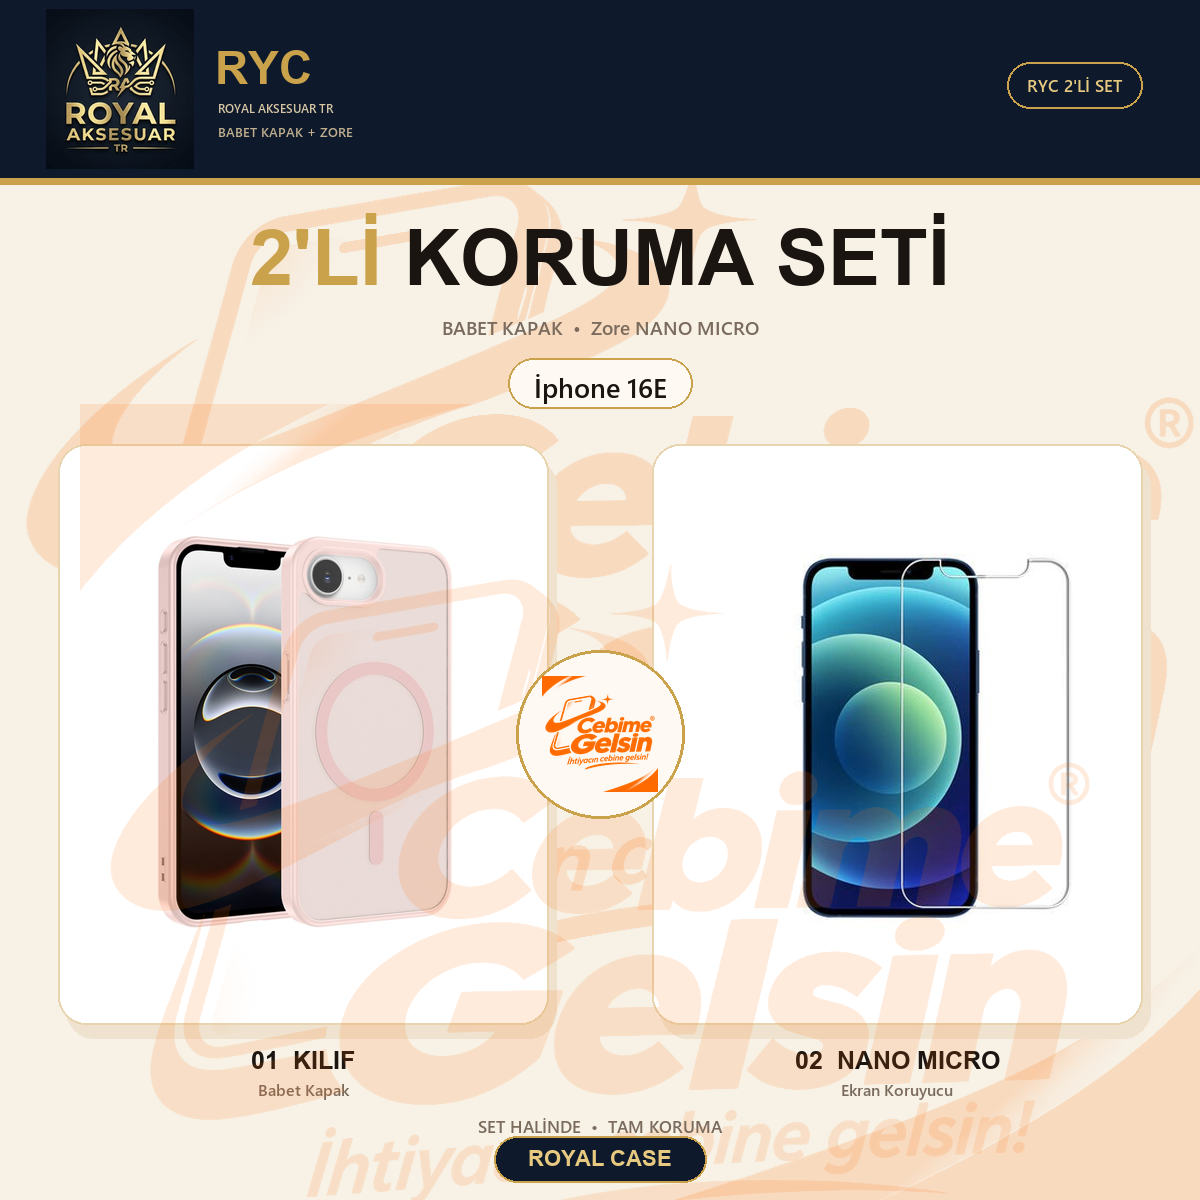 ROYAL
AKSESUAR
TR
RYC
ROYAL AKSESUAR TR
BABET KAPAK + ZORE
RYC 2'Lİ SET
2'Lİ KORUMA SETİ
BABET KAPAK • Zore NANO MICRO
İphone 16E
Cebime
Gelsin
İhtiyacın cebine gelsin!
Cebime
Gelsin
®
01 KILIF
Babet Kapak
02 NANO MICRO
Ekran Koruyucu
SET HALİNDE • TAM KORUMA
ROYAL CASE